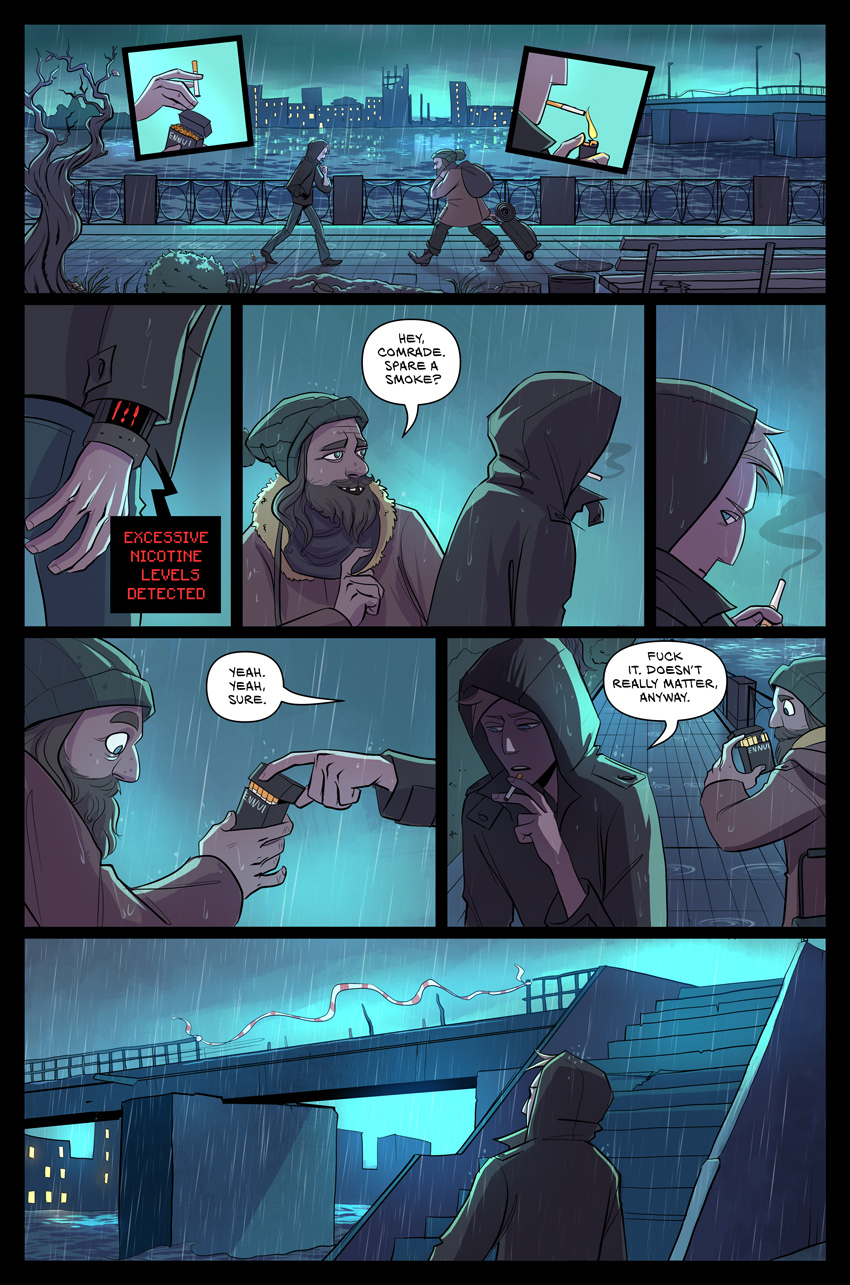 ENNUI
EXCESSIVE
NICOTINE
LEVELS
DETECTED
HEY,
COMRADE.
SPARE A
SMOKE?
YEAH.
YEAH,
SURE.
ENNUI
FUCK
IT. DOESN'T
REALLY MATTER,
ANYWAY.
ENNUI